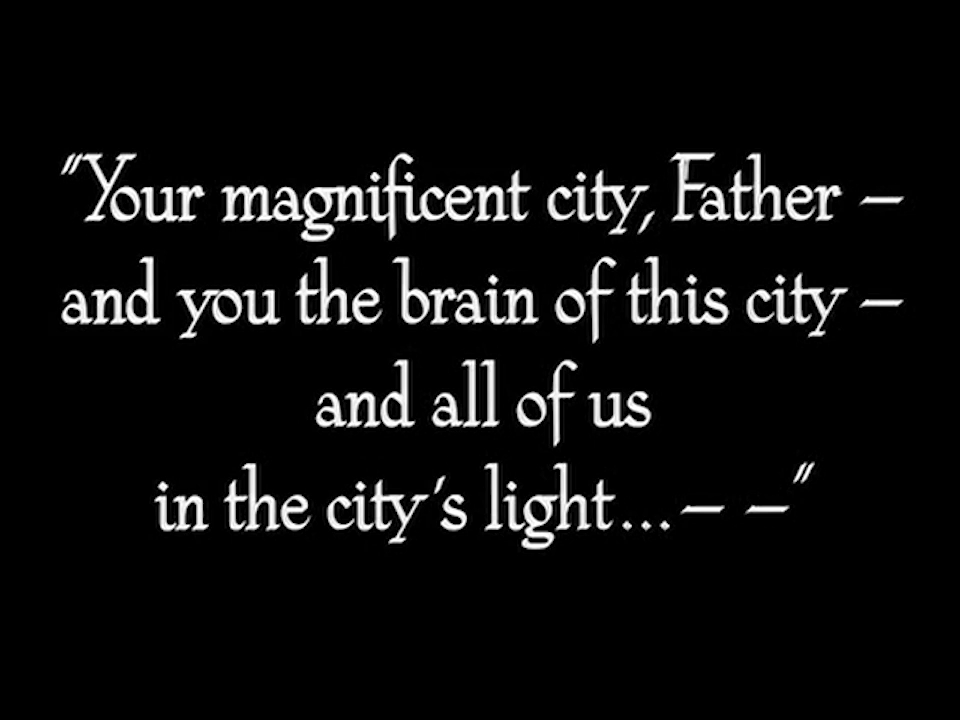 "Your magnificent city, Father –
and you the brain of this city –
and all of us
in the city's light...– –"